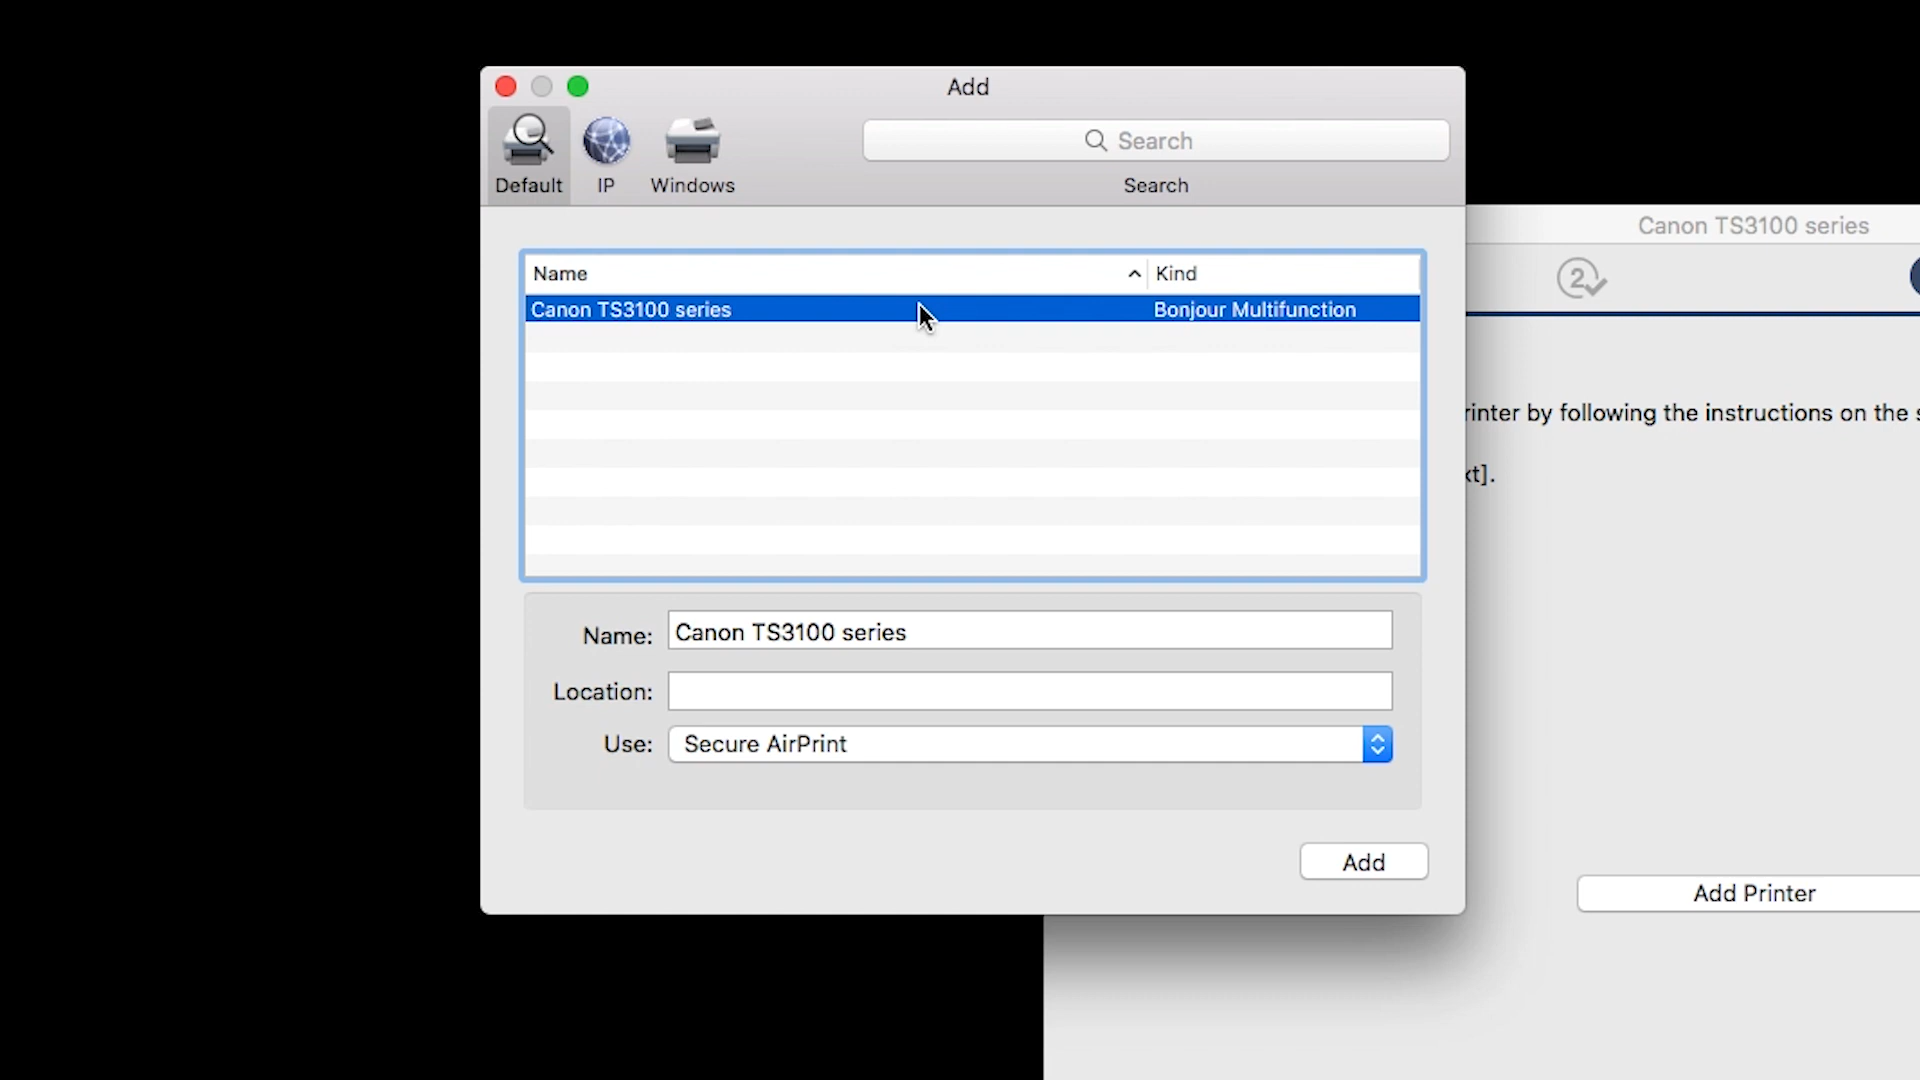 Add
Search
Default
IP
Windows
Search
Canon TS3100 series
2
Name
Kind
Canon TS3100 series
Bonjour Multifunction
rinter by following the instructions on the s
xt].
Name:
Canon TS3100 series
Location:
Use:
Secure AirPrint
Add
Add Printer